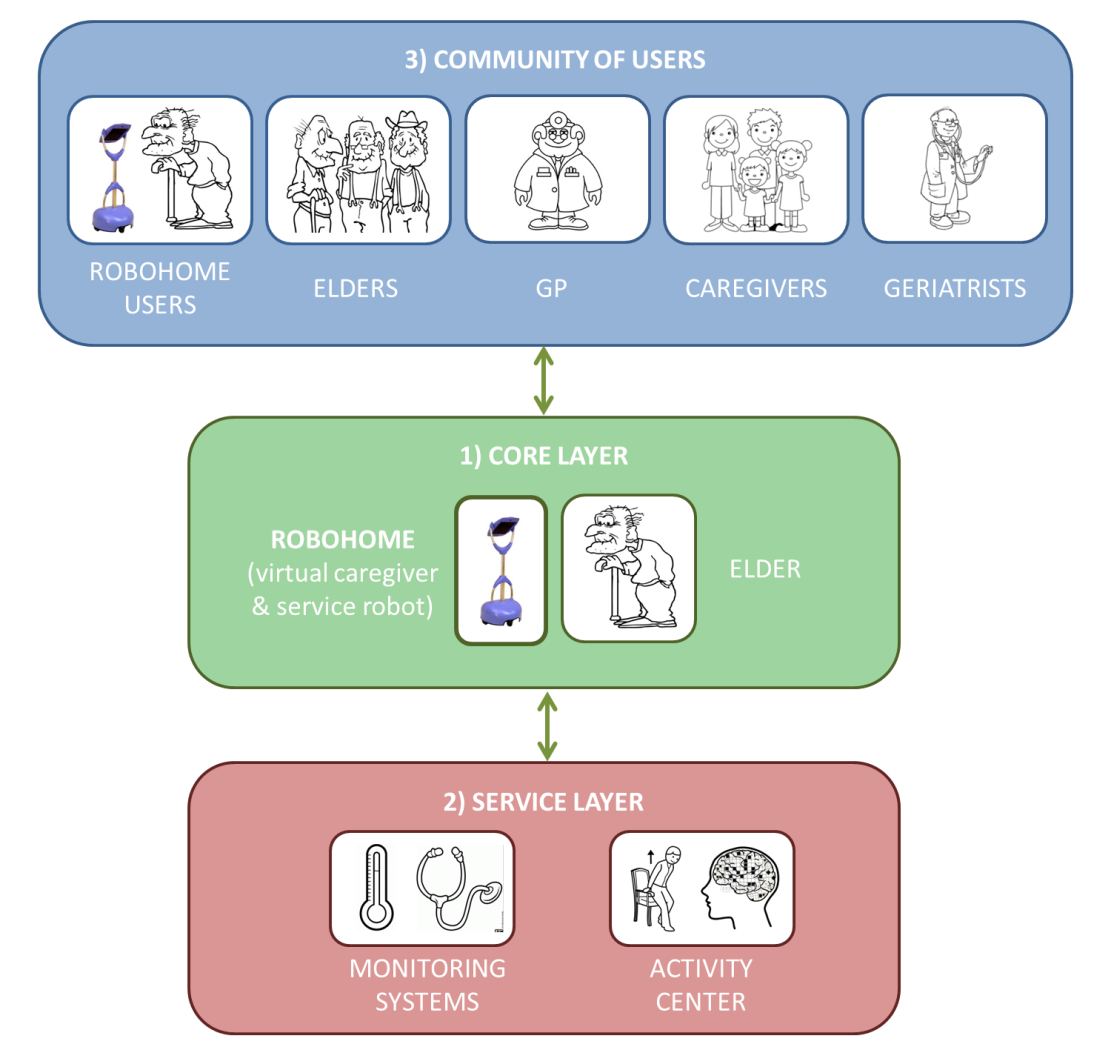 3) COMMUNITY OF USERS
ROBOHOME
USERS
ELDERS
GP
CAREGIVERS
GERIATRISTS
1) CORE LAYER
ROBOHOME
(virtual caregiver
& service robot)
ELDER
2) SERVICE LAYER
MONITORING
SYSTEMS
ACTIVITY
CENTER